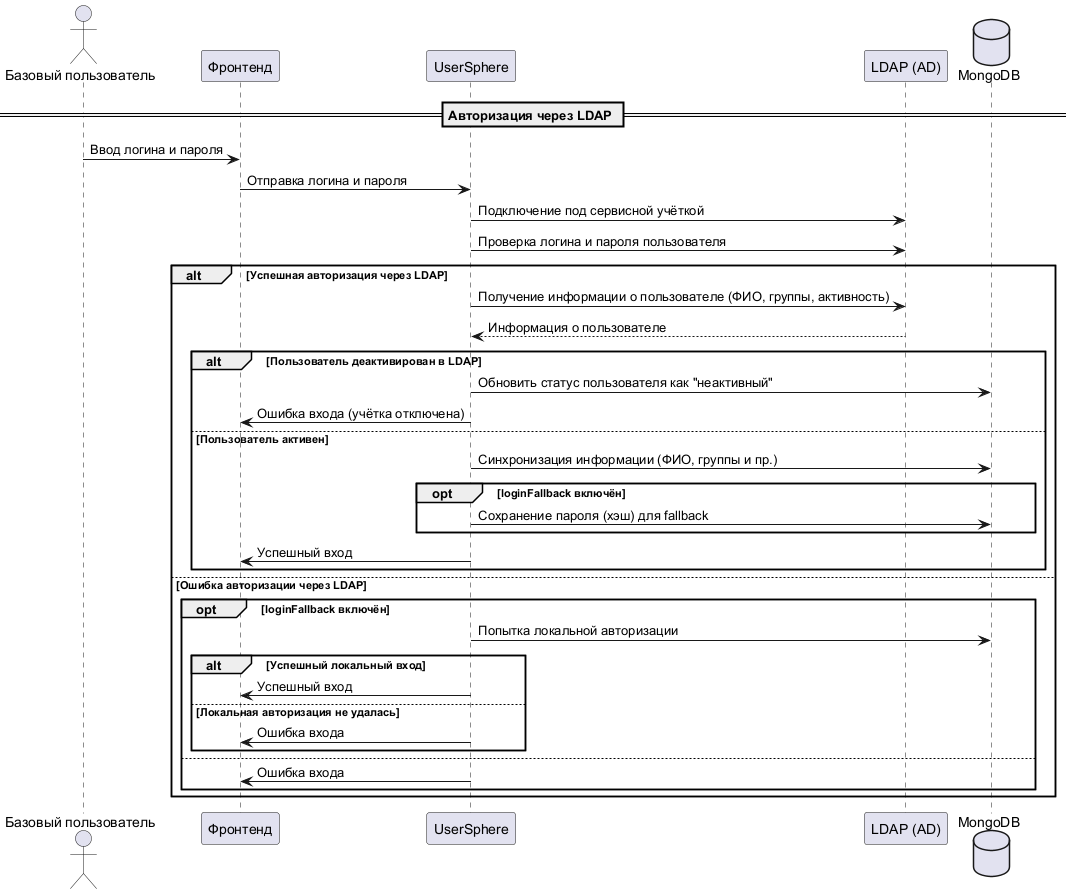 Базовый пользователь
Фронтенд
UserSphere
LDAP (AD)
MongoDB
Авторизация через LDAP
Ввод логина и пароля
Отправка логина и пароля
Подключение под сервисной учёткой
Проверка логина и пароля пользователя
alt [Успешная авторизация через LDAP]
Получение информации о пользователе (ФИО, группы, активность)
Информация о пользователе
alt [Пользователь деактивирован в LDAP]
Обновить статус пользователя как "неактивный"
Ошибка входа (учётка отключена)
[Пользователь активен]
Синхронизация информации (ФИО, группы и пр.)
opt [loginFallback включён]
Сохранение пароля (хэш) для fallback
Успешный вход
[Ошибка авторизации через LDAP]
opt [loginFallback включён]
Попытка локальной авторизации
alt [Успешный локальный вход]
Успешный вход
[Локальная авторизация не удалась]
Ошибка входа
Ошибка входа
Базовый пользователь
Фронтенд
UserSphere
LDAP (AD)
MongoDB